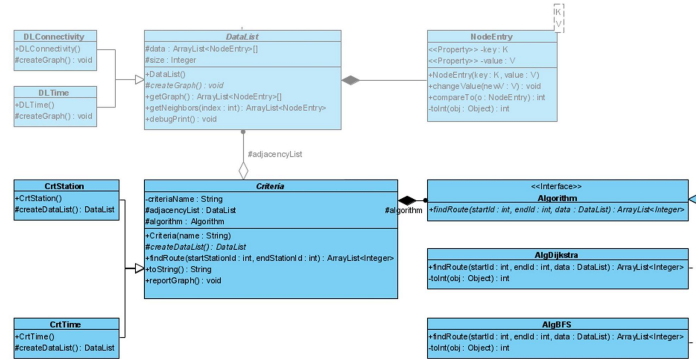 DLConnectivity
+DLConnectivity()
#createGraph() : void
DLTime
+DLTime()
#createGraph() : void
DataList
#data : ArrayList<NodeEntry>[]
#size : Integer
+DataList()
#createGraph() : void
+getGraph() : ArrayList<NodeEntry>[]
+getNeighbors(index : int) : ArrayList<NodeEntry>
+debugPrint() : void
K
V
NodeEntry
<<Property>> -key : K
<<Property>> -value : V
+NodeEntry(key : K, value : V)
+changeValue(newV : V) : void
+compareTo(o : NodeEntry) : int
-toInt(obj : Object) : int
#adjacencyList
CrtStation
+CrtStation()
#createDataList() : DataList
CrtTime
+CrtTime()
#createDataList() : DataList
Criteria
-criteriaName : String
#adjacencyList : DataList
#algorithm : Algorithm
+Criteria(name : String)
#createDataList() : DataList
+findRoute(startStationId : int, endStationId : int) : ArrayList<Integer>
+toString() : String
+reportGraph() : void
#algorithm
<<Interface>>
Algorithm
+findRoute(startId : int, endId : int, data : DataList) : ArrayList<Integer>
AlgDijkstra
+findRoute(startId : int, endId : int, data : DataList) : ArrayList<Integer>
-toInt(obj : Object) : int
AlgBFS
+findRoute(startId : int, endId : int, data : DataList) : ArrayList<Integer>
-toInt(obj : Object) : int